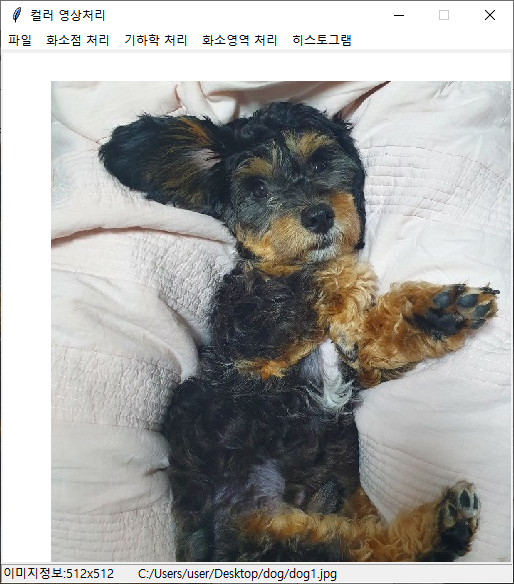 컬러 영상처리
파일 화소점 처리 기하학 처리 화소영역 처리 히스토그램
이미지정보:512x512 C:/Users/user/Desktop/dog/dog1.jpg